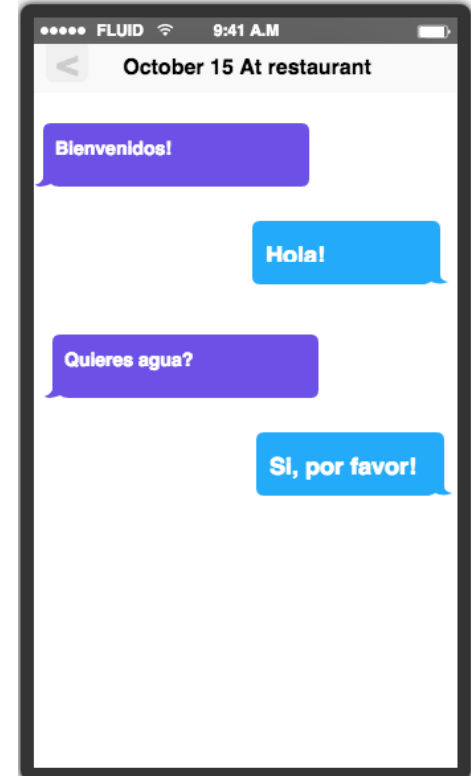 FLUID 9:41 A.M
< October 15 At restaurant
Bienvenidos!
Hola!
Quieres agua?
Si, por favor!